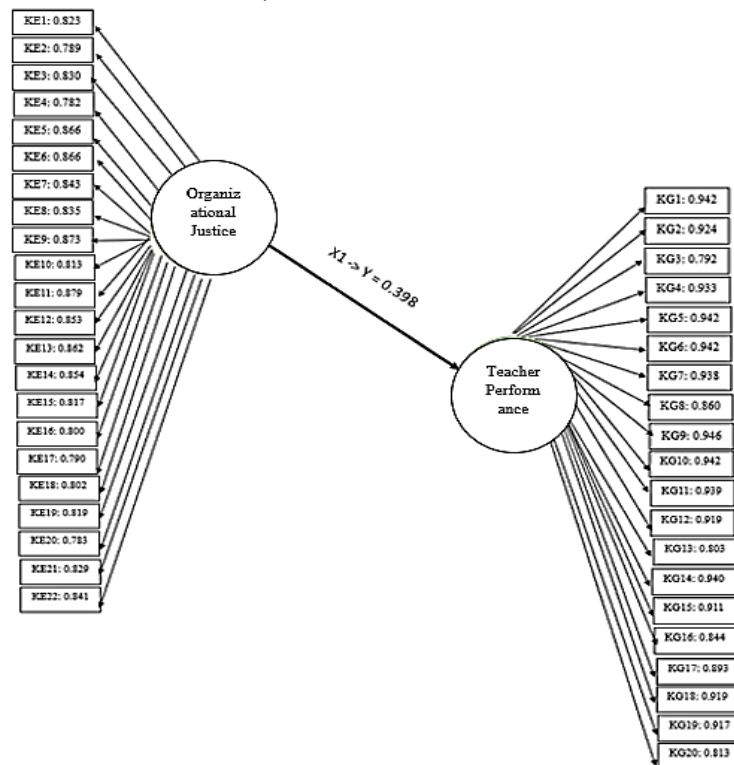 KE1: 0.823
KE2: 0.789
KE3: 0.830
KE4: 0.782
KE5: 0.866
KE6: 0.866
KE7: 0.843
KE8: 0.835
KE9: 0.873
KE10: 0.813
KE11: 0.879
KE12: 0.853
KE13: 0.862
KE14: 0.854
KE15: 0.817
KE16: 0.800
KE17: 0.790
KE18: 0.802
KE19: 0.819
KE20: 0.783
KE21: 0.829
KE22: 0.841
Organiz
ational
Justice
X1 -> Y = 0.398
Teacher
Perform
ance
KG1: 0.942
KG2: 0.924
KG3: 0.792
KG4: 0.933
KG5: 0.942
KG6: 0.942
KG7: 0.938
KG8: 0.860
KG9: 0.946
KG10: 0.942
KG11: 0.939
KG12: 0.919
KG13: 0.803
KG14: 0.940
KG15: 0.911
KG16: 0.844
KG17: 0.893
KG18: 0.919
KG19: 0.917
KG20: 0.813